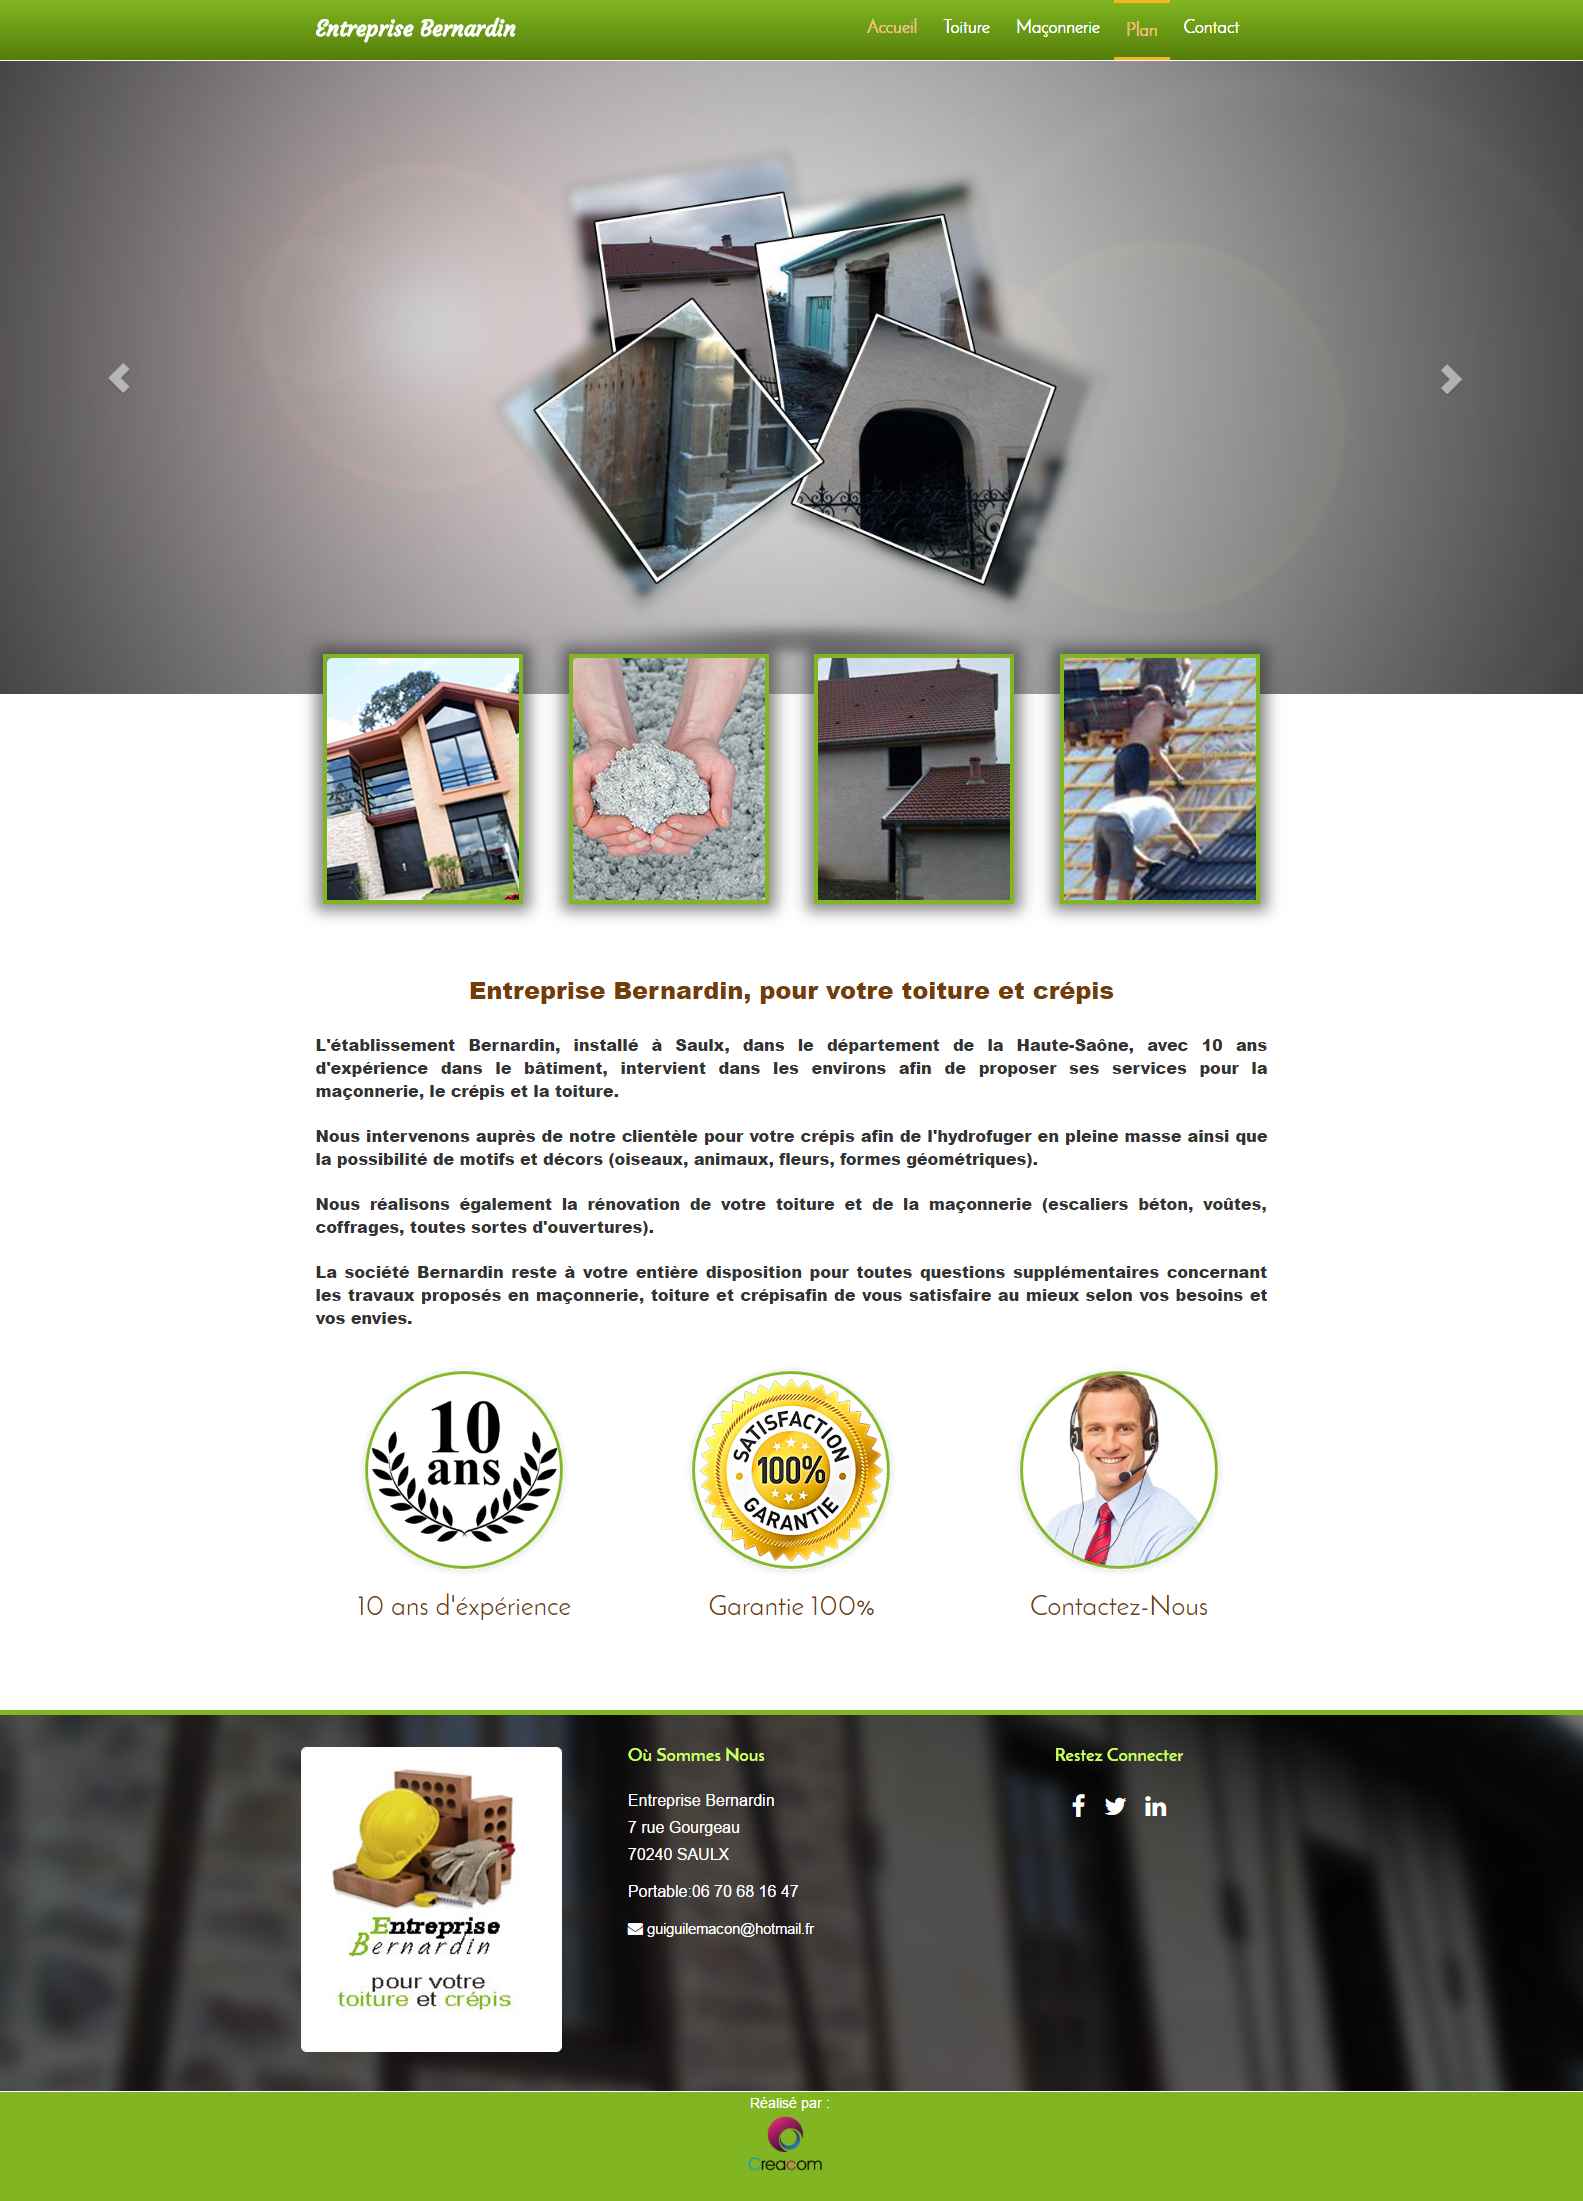 Entreprise Bernardin
Accueil Toiture Maçonnerie Plan Contact
Entreprise Bernardin, pour votre toiture et crépis
L'établissement Bernardin, installé à Saulx, dans le département de la Haute-Saône, avec 10 ans
d'expérience dans le bâtiment, intervient dans les environs afin de proposer ses services pour la
maçonnerie, le crépis et la toiture.
Nous intervenons auprès de notre clientèle pour votre crépis afin de l'hydrofuger en pleine masse ainsi que
la possibilité de motifs et décors (oiseaux, animaux, fleurs, formes géométriques).
Nous réalisons également la rénovation de votre toiture et de la maçonnerie (escaliers béton, voûtes,
coffrages, toutes sortes d'ouvertures).
La société Bernardin reste à votre entière disposition pour toutes questions supplémentaires concernant
les travaux proposés en maçonnerie, toiture et crépisafin de vous satisfaire au mieux selon vos besoins et
vos envies.
10
ans
SATISFACTION
100%
GARANTIE
10 ans d'éxpérience
Garantie 100%
Contactez-Nous
Entreprise
Bernardin
pour votre
toiture et crépis
Où Sommes Nous
Entreprise Bernardin
7 rue Gourgeau
70240 SAULX
Portable:06 70 68 16 47
guiguilemacon@hotmail.fr
Restez Connecter
Réalisé par :
Creacom